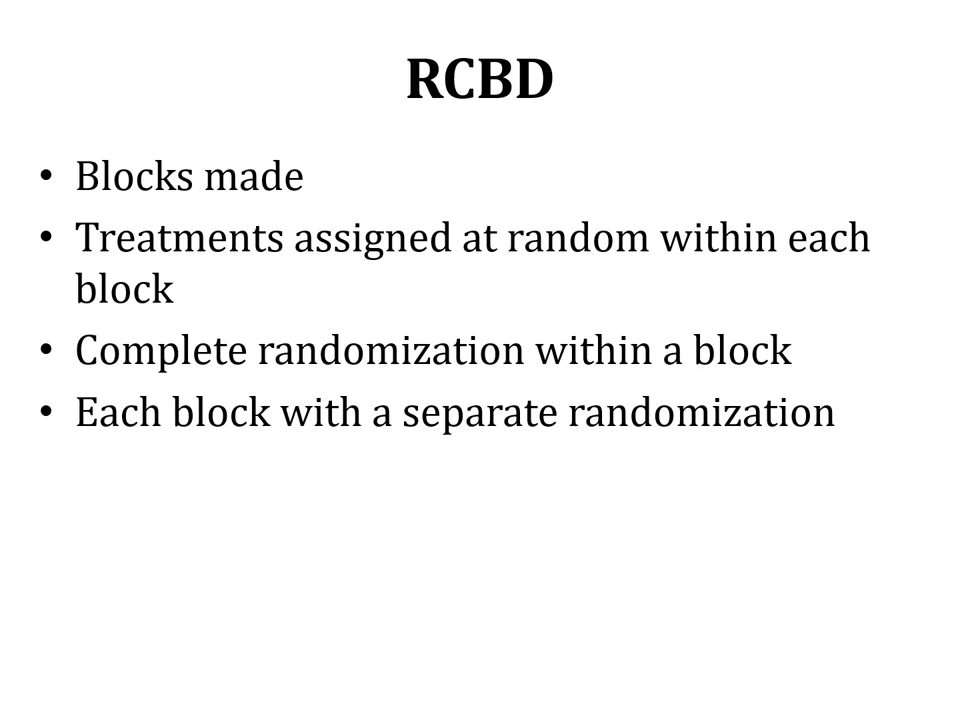 RCBD
• Blocks made
• Treatments assigned at random within each
block
• Complete randomization within a block
• Each block with a separate randomization